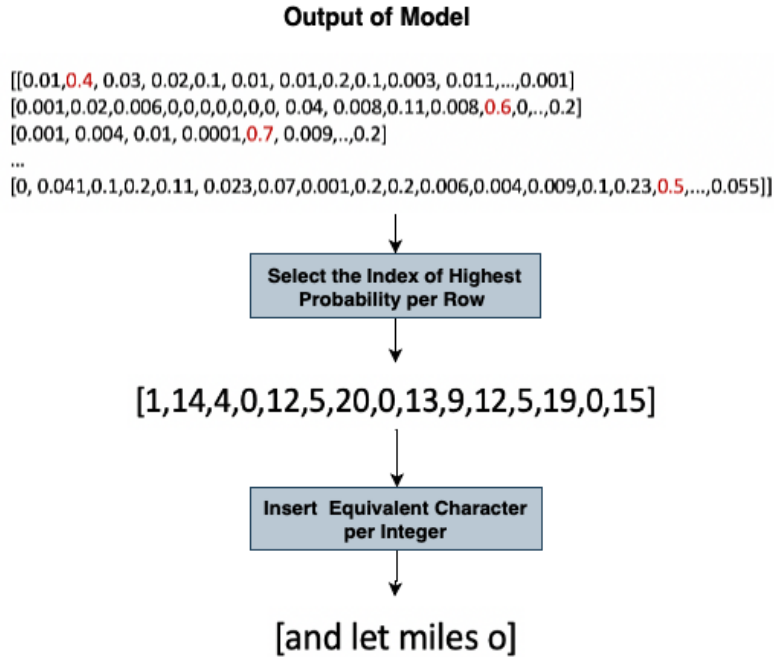 Output of Model
[[0.01,0.4, 0.03, 0.02,0.1, 0.01, 0.01,0.2,0.1,0.003, 0.011,...,0.001]
[0.001,0.02,0.006,0,0,0,0,0,0,0, 0.04, 0.008,0.11,0.008,0.6,0,..,0.2]
[0.001, 0.004, 0.01, 0.0001,0.7, 0.009,..,0.2]
...
[0, 0.041,0.1,0.2,0.11, 0.023,0.07,0.001,0.2,0.2,0.006,0.004,0.009,0.1,0.23,0.5,...,0.055]]
Select the Index of Highest
Probability per Row
[1,14,4,0,12,5,20,0,13,9,12,5,19,0,15]
Insert Equivalent Character
per Integer
[and let miles o]